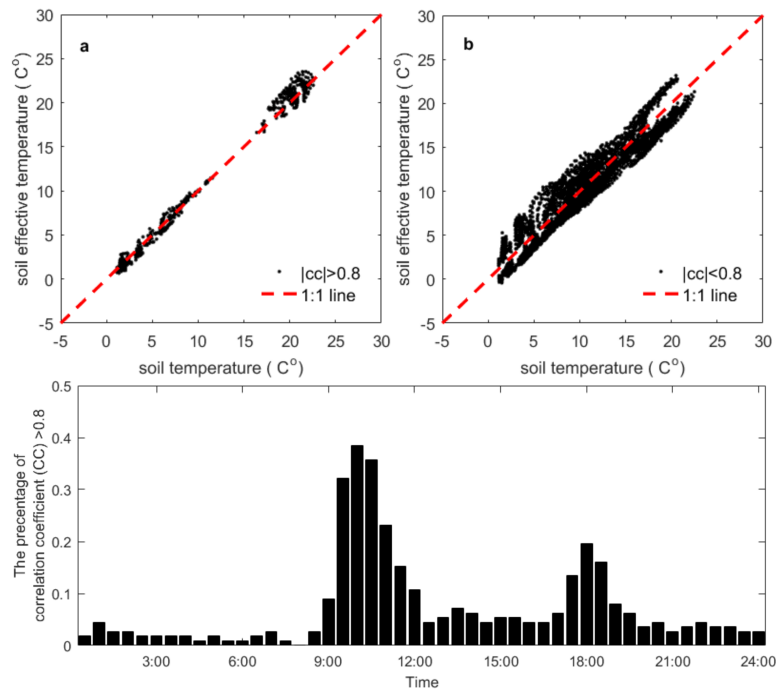 a
soil effective temperature ( C°)
30
25
20
15
10
5
0
-5
|cc|>0.8
1:1 line
-5 0 5 10 15 20 25 30
soil temperature ( C°)
b
soil effective temperature ( C°)
30
25
20
15
10
5
0
-5
|cc|<0.8
1:1 line
-5 0 5 10 15 20 25 30
soil temperature ( C°)
The precentage of
correlation coefficient (CC) >0.8
0.5
0.4
0.3
0.2
0.1
0
3:00 6:00 9:00 12:00 15:00 18:00 21:00 24:00
Time